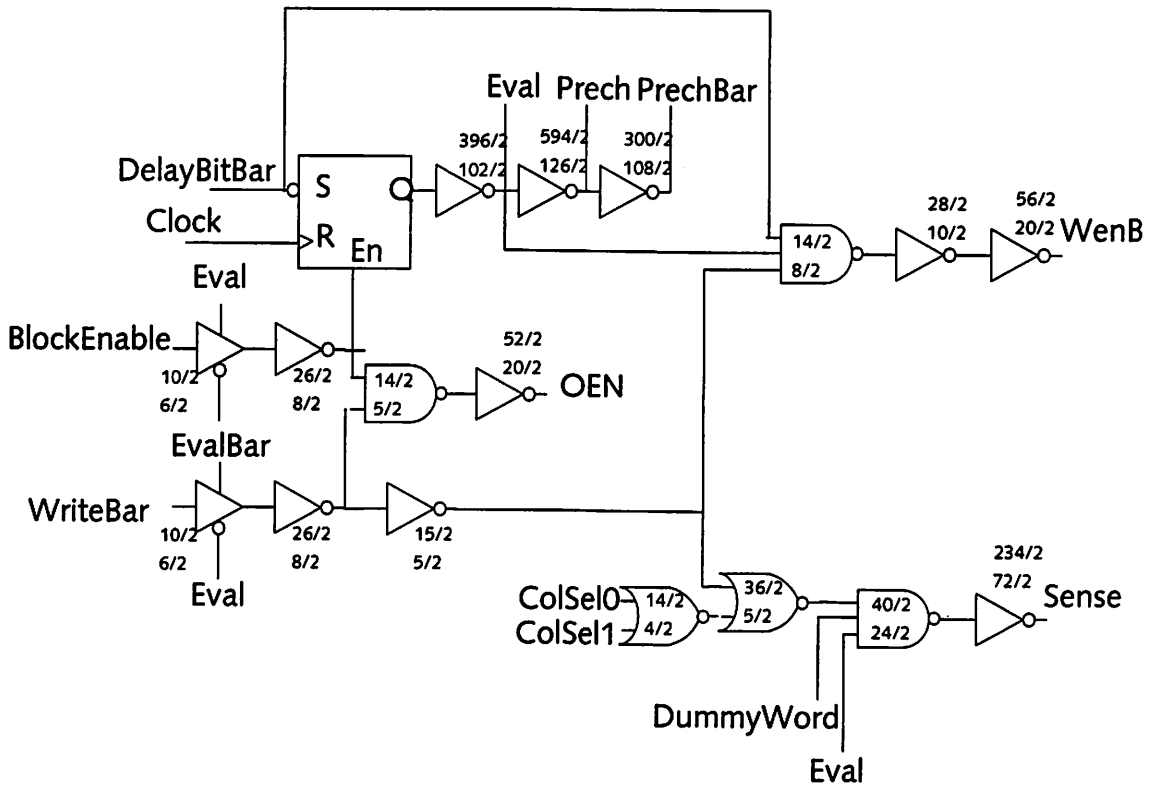 Eval Prech PrechBar
396/2 594/2 300/2
102/2 126/2 108/2
DelayBitBar S
Clock R
En
28/2 56/2
10/2 20/2 WenB
14/2
8/2
Eval
BlockEnable
10/2 26/2
6/2 8/2
52/2
20/2
14/2
5/2
OEN
EvalBar
WriteBar
10/2 26/2 15/2
6/2 8/2 5/2
Eval
ColSel0 14/2
ColSel1 4/2
36/2
5/2
40/2
24/2
234/2
72/2
Sense
DummyWord
Eval